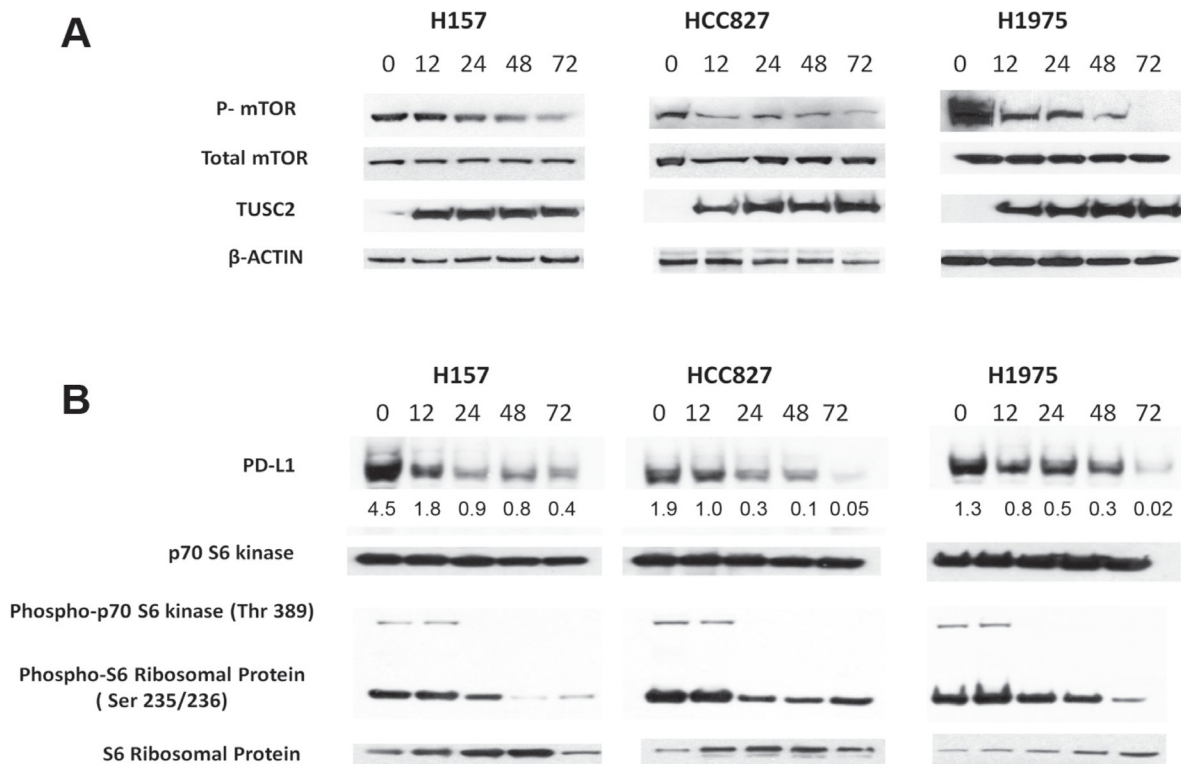 A
H157 HCC827 H1975
0 12 24 48 72 0 12 24 48 72 0 12 24 48 72
P- mTOR
Total mTOR
TUSC2
β-ACTIN
B
H157 HCC827 H1975
0 12 24 48 72 0 12 24 48 72 0 12 24 48 72
PD-L1
4.5 1.8 0.9 0.8 0.4 1.9 1.0 0.3 0.1 0.05 1.3 0.8 0.5 0.3 0.02
p70 S6 kinase
Phospho-p70 S6 kinase (Thr 389)
Phospho-S6 Ribosomal Protein
( Ser 235/236)
S6 Ribosomal Protein